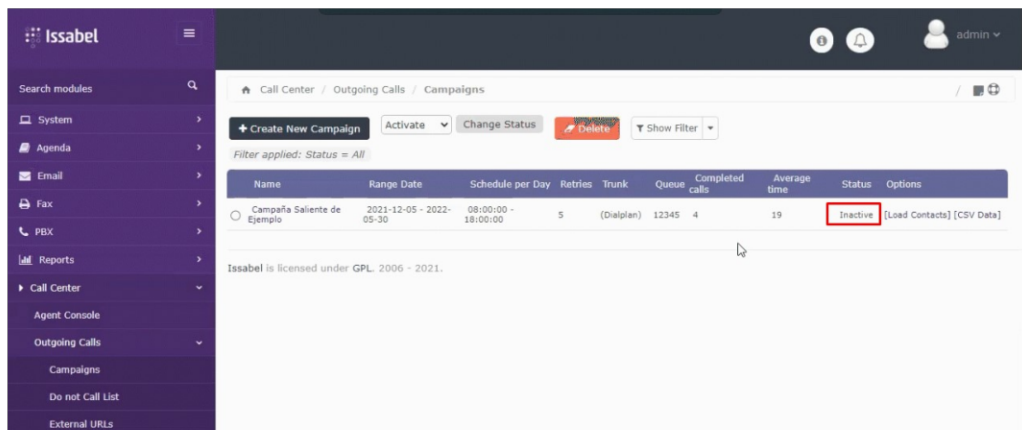 Issabel
admin
Search modules
Call Center / Outgoing Calls / Campaigns /
System
Agenda
Email
Fax
PBX
Reports
Call Center
Agent Console
Outgoing Calls
Campaigns
Do not Call List
External URLs
+ Create New Campaign Activate Change Status Delete Show Filter
Filter applied: Status = All
Name Range Date Schedule per Day Retries Trunk Queue Completed calls Average time Status Options
Campaña Saliente de Ejemplo 2021-12-05 - 2022-05-30 08:00:00 - 18:00:00 5 (Dialplan) 12345 4 19 Inactive [Load Contacts] [CSV Data]
Issabel is licensed under GPL. 2006 - 2021.